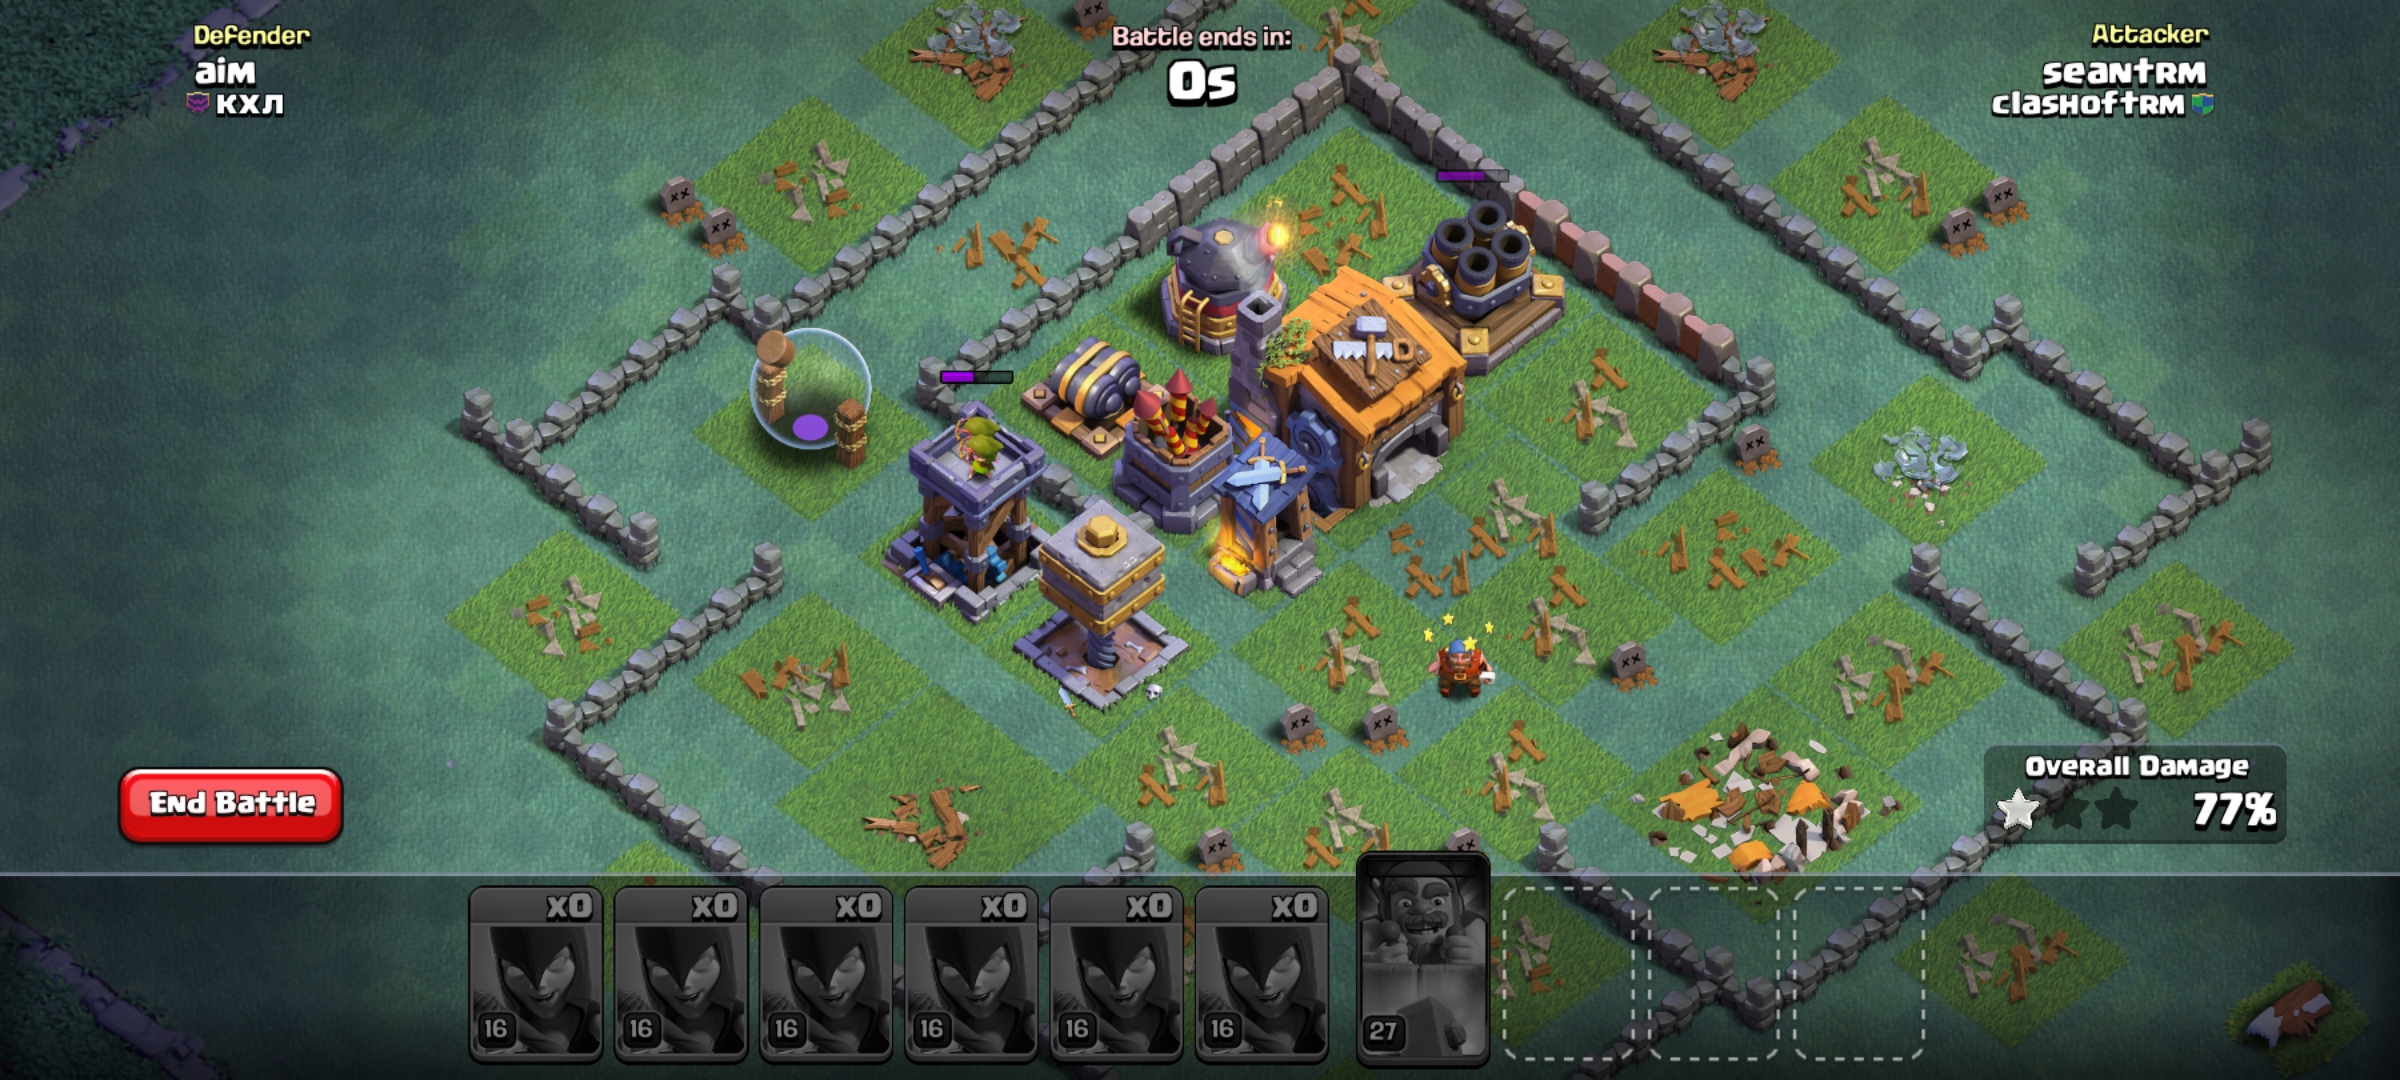 Defender
aim
КХЛ
Battle ends in:
0s
Attacker
seantRM
clashoftRM
End Battle
Overall Damage
77%
x0 x0 x0 x0 x0 x0
16 16 16 16 16 16 27